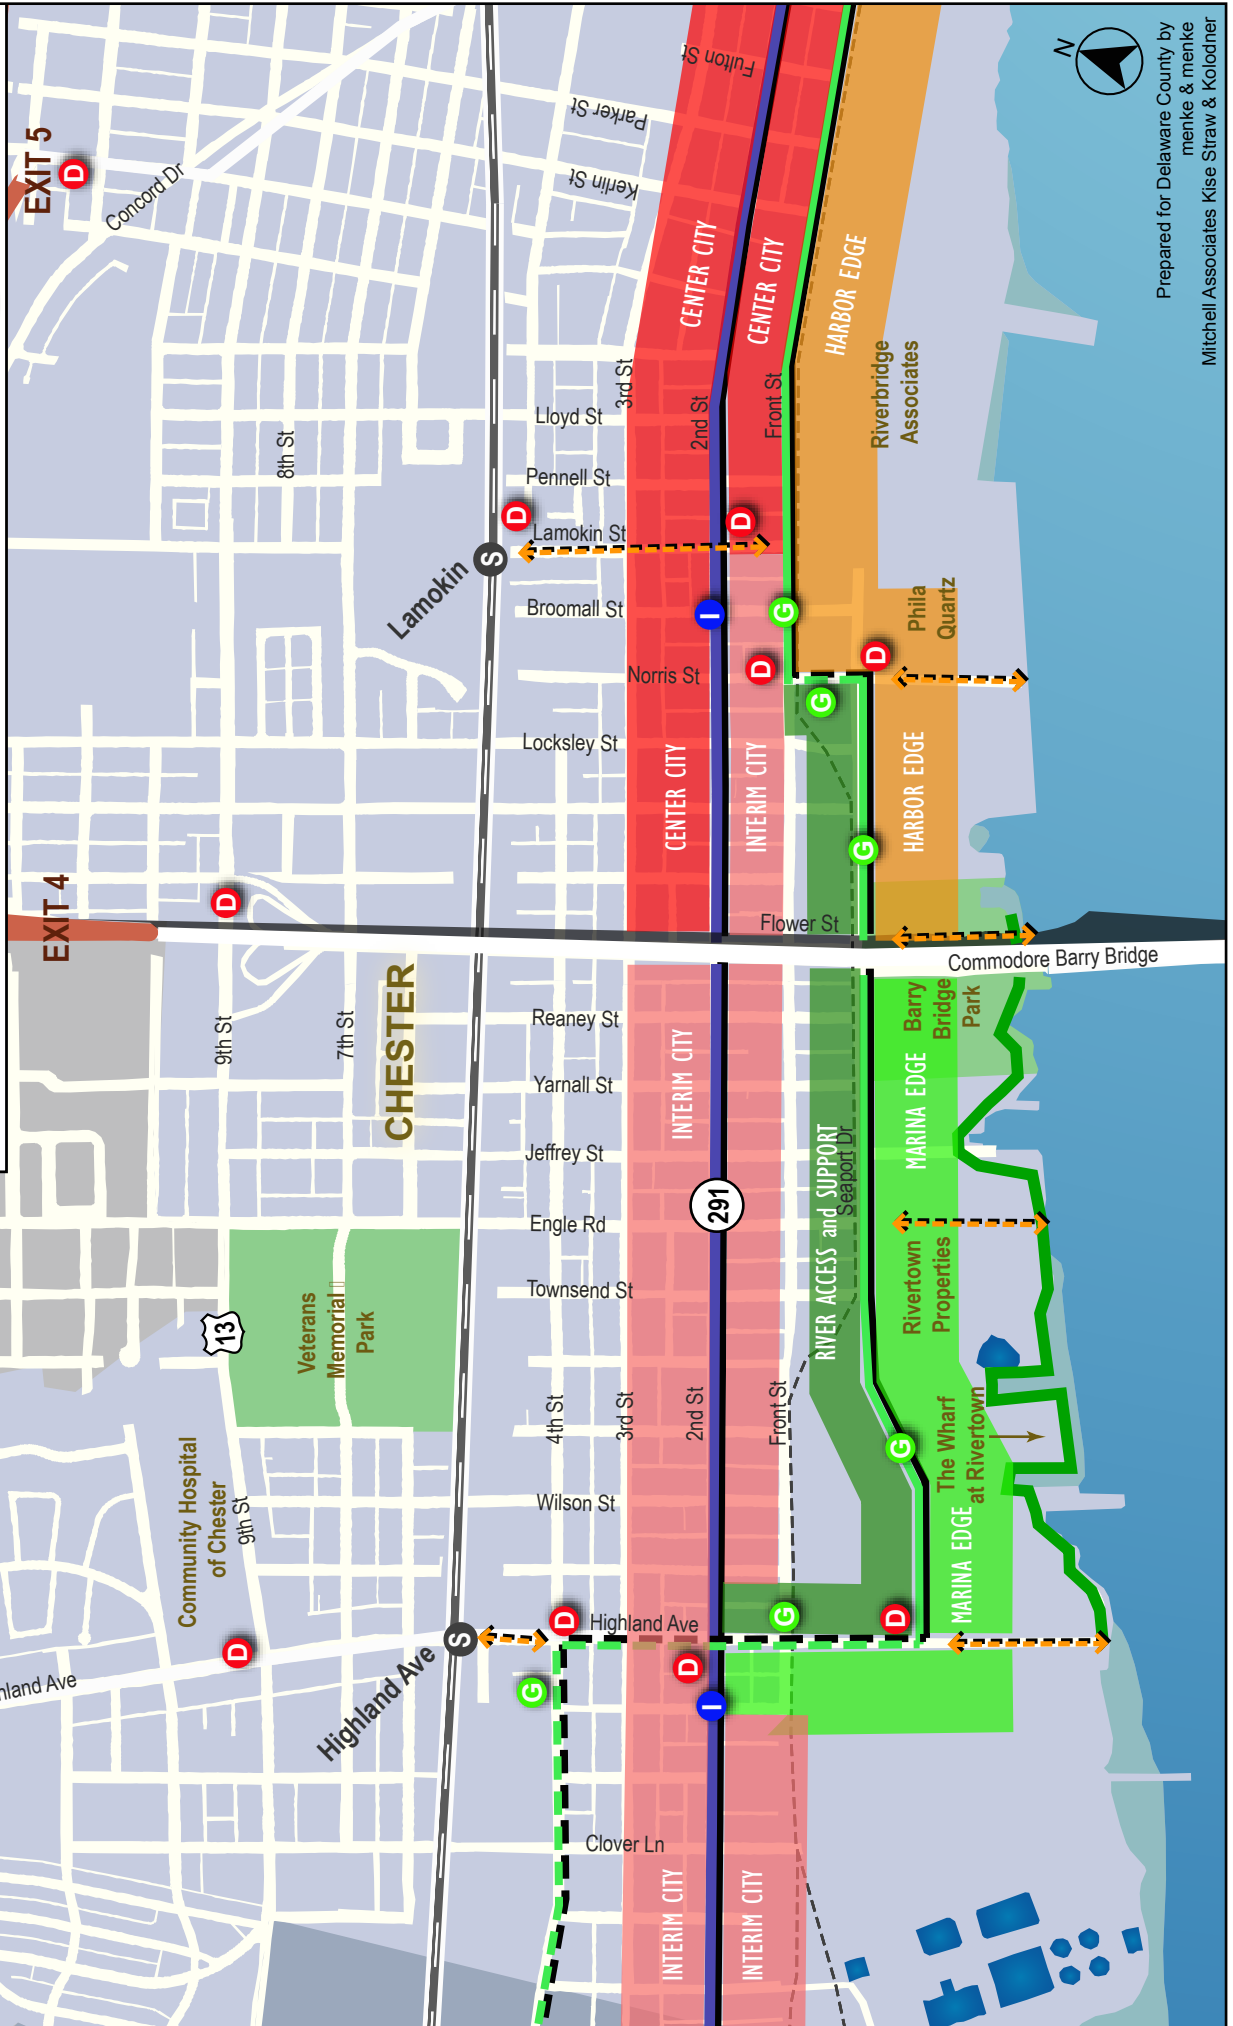 EXIT 4
EXIT 5
hland Ave
Concord Dr
D
Community Hospital
of Chester
9th St
D
13
9th St
D
8th St
Veterans
Memorial
Park
7th St
CHESTER
Highland Ave
S
Lamokin
S
G
D
4th St
D
Clover Ln
Highland Ave
Wilson St
Townsend St
Engle Rd
Jeffrey St
Yarnall St
Reaney St
Locksley St
Norris St
Broomall St
Lamokin St
Pennell St
Lloyd St
Kerlin St
Parker St
Fulton St
3rd St
3rd St
INTERIM CITY
INTERIM CITY
CENTER CITY
CENTER CITY
D
2nd St
2nd St
I
291
I
INTERIM CITY
INTERIM CITY
D
D
CENTER CITY
G
Front St
Flower St
G
Front St
RIVER ACCESS and SUPPORT
Seaport Dr
G
HARBOR EDGE
D
G
G
D
Riverbridge
Associates
MARINA EDGE
MARINA EDGE
HARBOR EDGE
Rivertown
Properties
Barry
Bridge
Park
Phila
Quartz
The Wharf
at Rivertown
Commodore Barry Bridge
N
Prepared for Delaware County by
menke & menke
Mitchell Associates Kise Straw & Kolodner